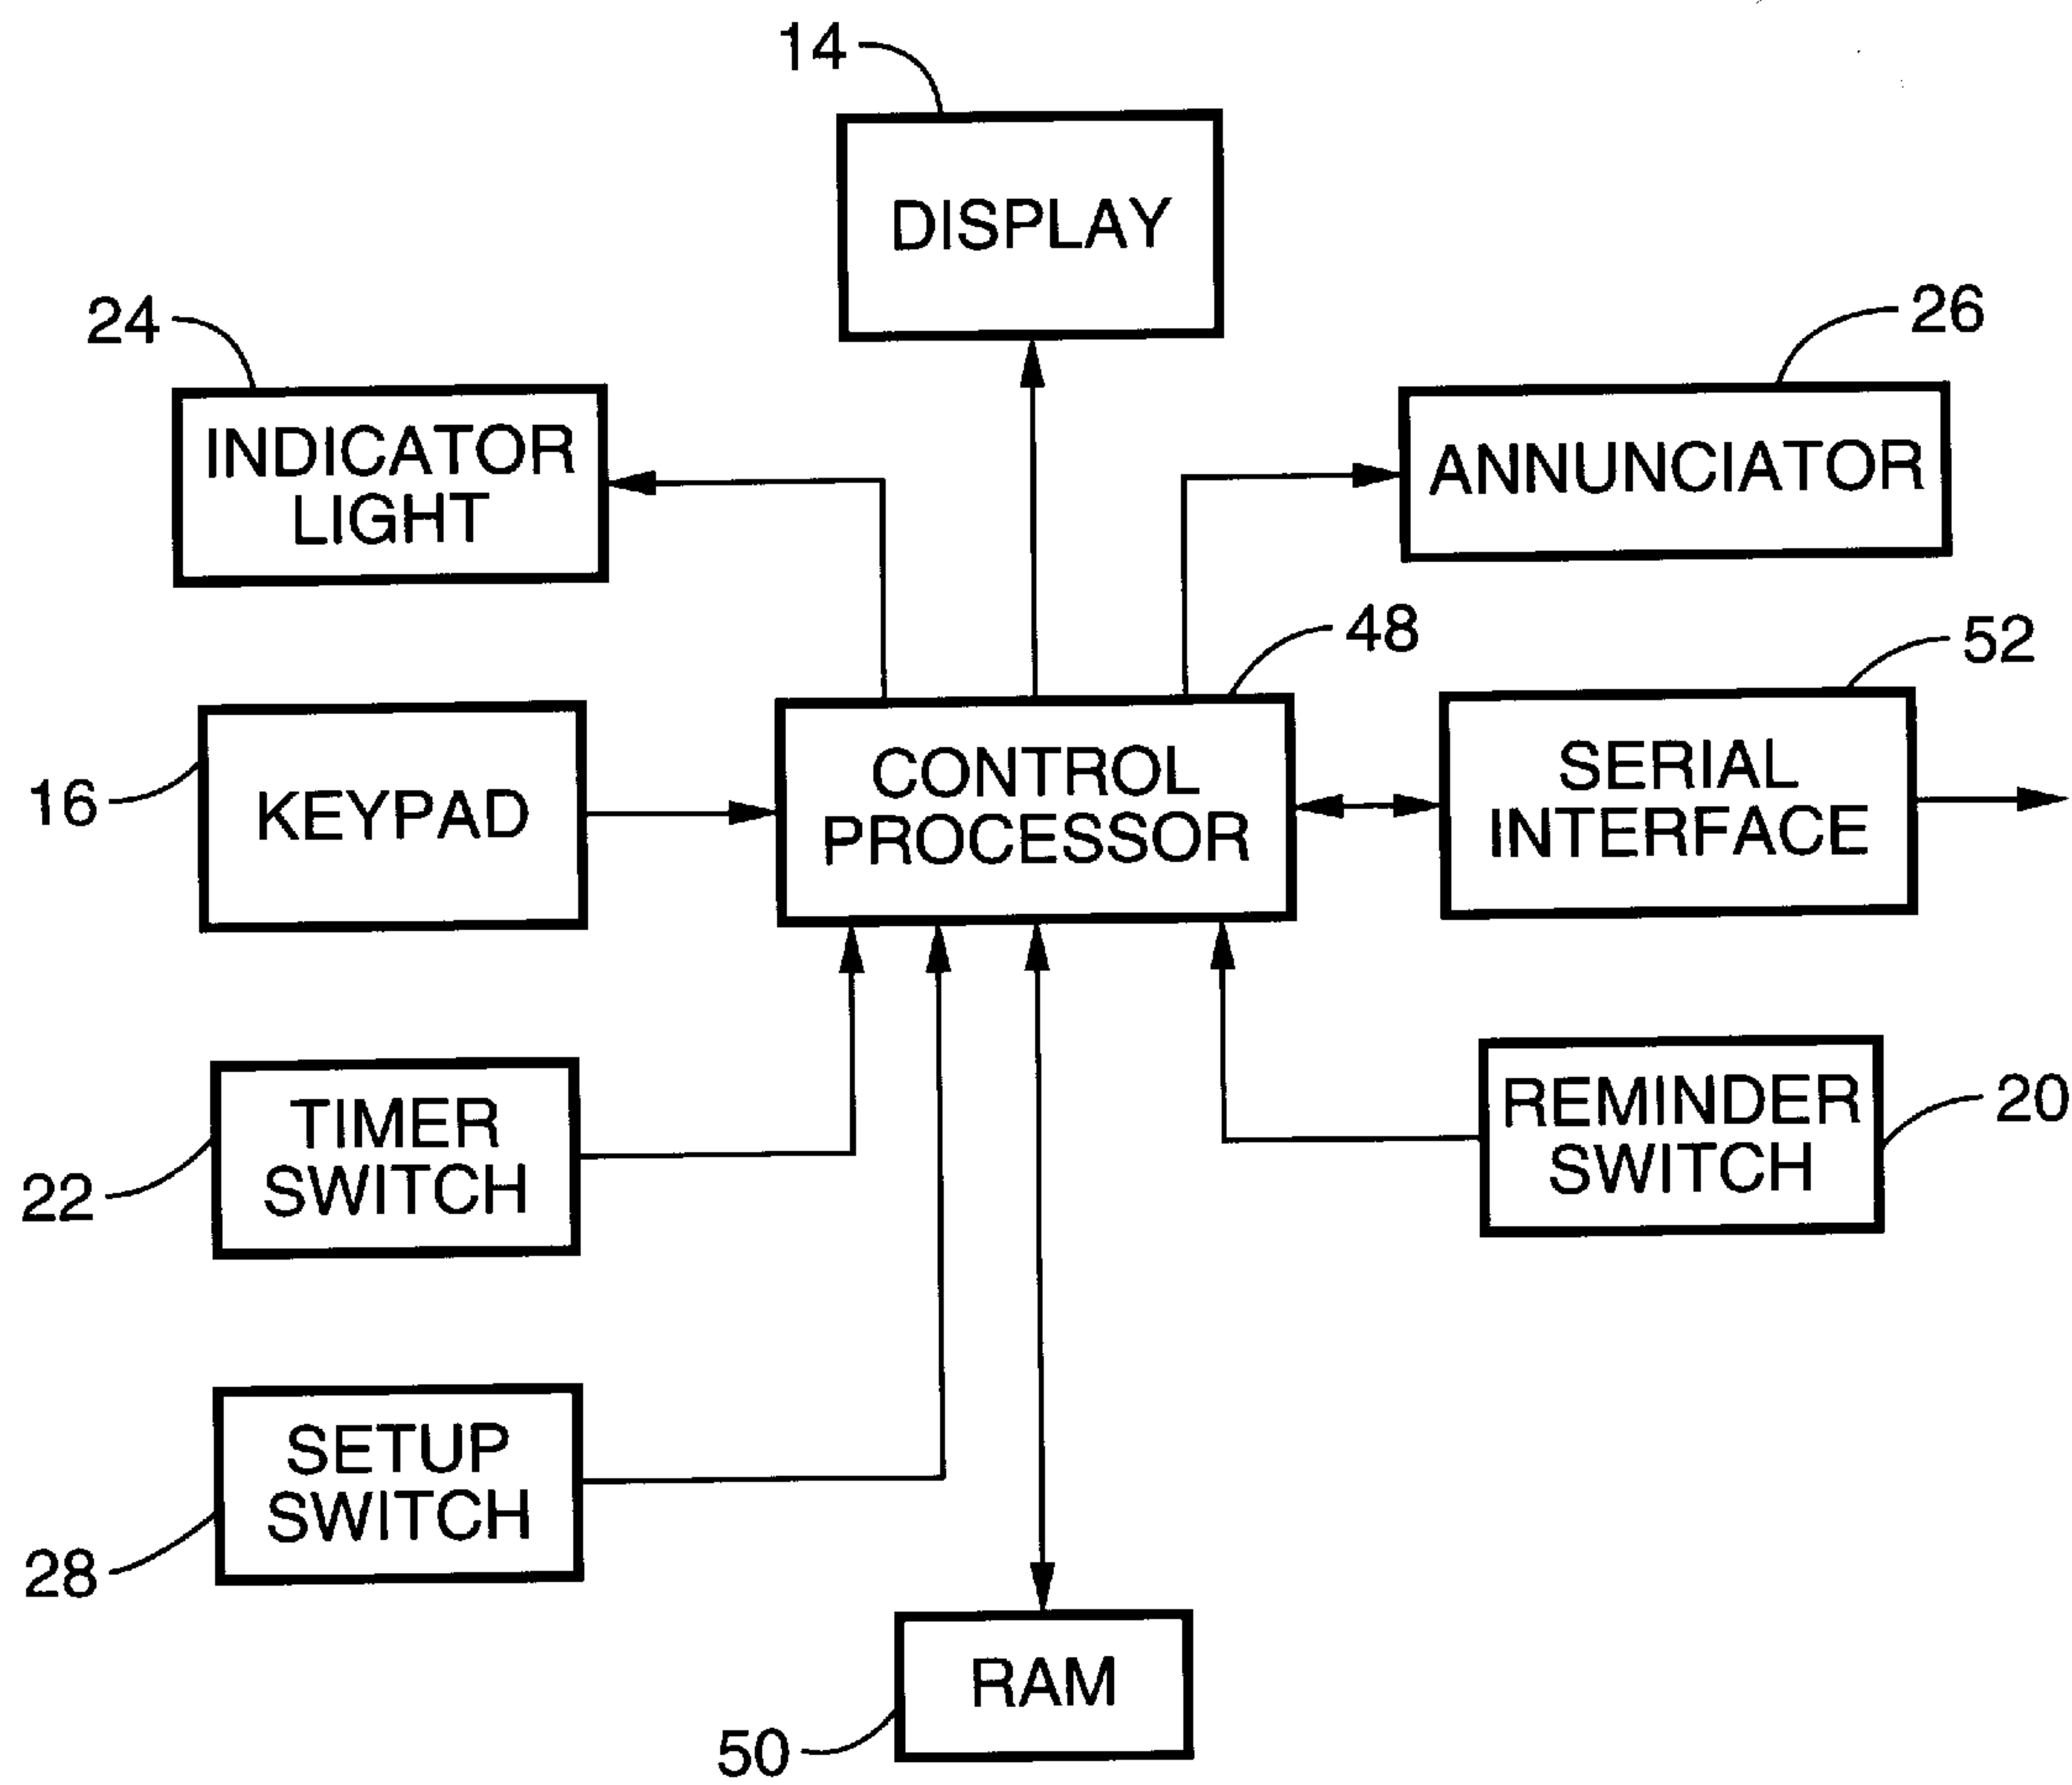 14
DISPLAY
24
INDICATOR
LIGHT
26
ANNUNCIATOR
48
52
16
KEYPAD
CONTROL
PROCESSOR
SERIAL
INTERFACE
22
TIMER
SWITCH
REMINDER
SWITCH
20
28
SETUP
SWITCH
50
RAM